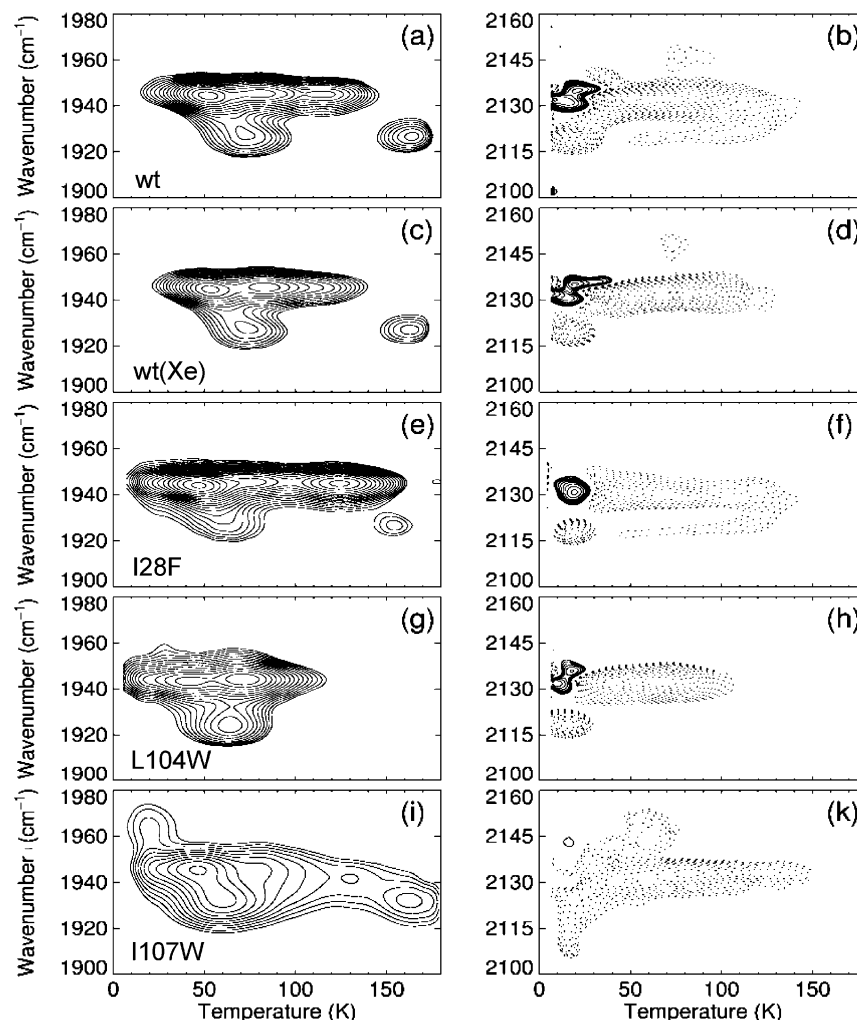 Wavenumber (cm⁻¹)
1980
1960
1940
1920
1900
(a)
wt
2160
2145
2130
2115
2100
(b)
Wavenumber (cm⁻¹)
1980
1960
1940
1920
1900
(c)
wt(Xe)
2160
2145
2130
2115
2100
(d)
Wavenumber (cm⁻¹)
1980
1960
1940
1920
1900
(e)
I28F
2160
2145
2130
2115
2100
(f)
Wavenumber (cm⁻¹)
1980
1960
1940
1920
1900
(g)
L104W
2160
2145
2130
2115
2100
(h)
Wavenumber (cm⁻¹)
1980
1960
1940
1920
1900
(i)
I107W
2160
2145
2130
2115
2100
(k)
0 50 100 150
Temperature (K)
0 50 100 150
Temperature (K)